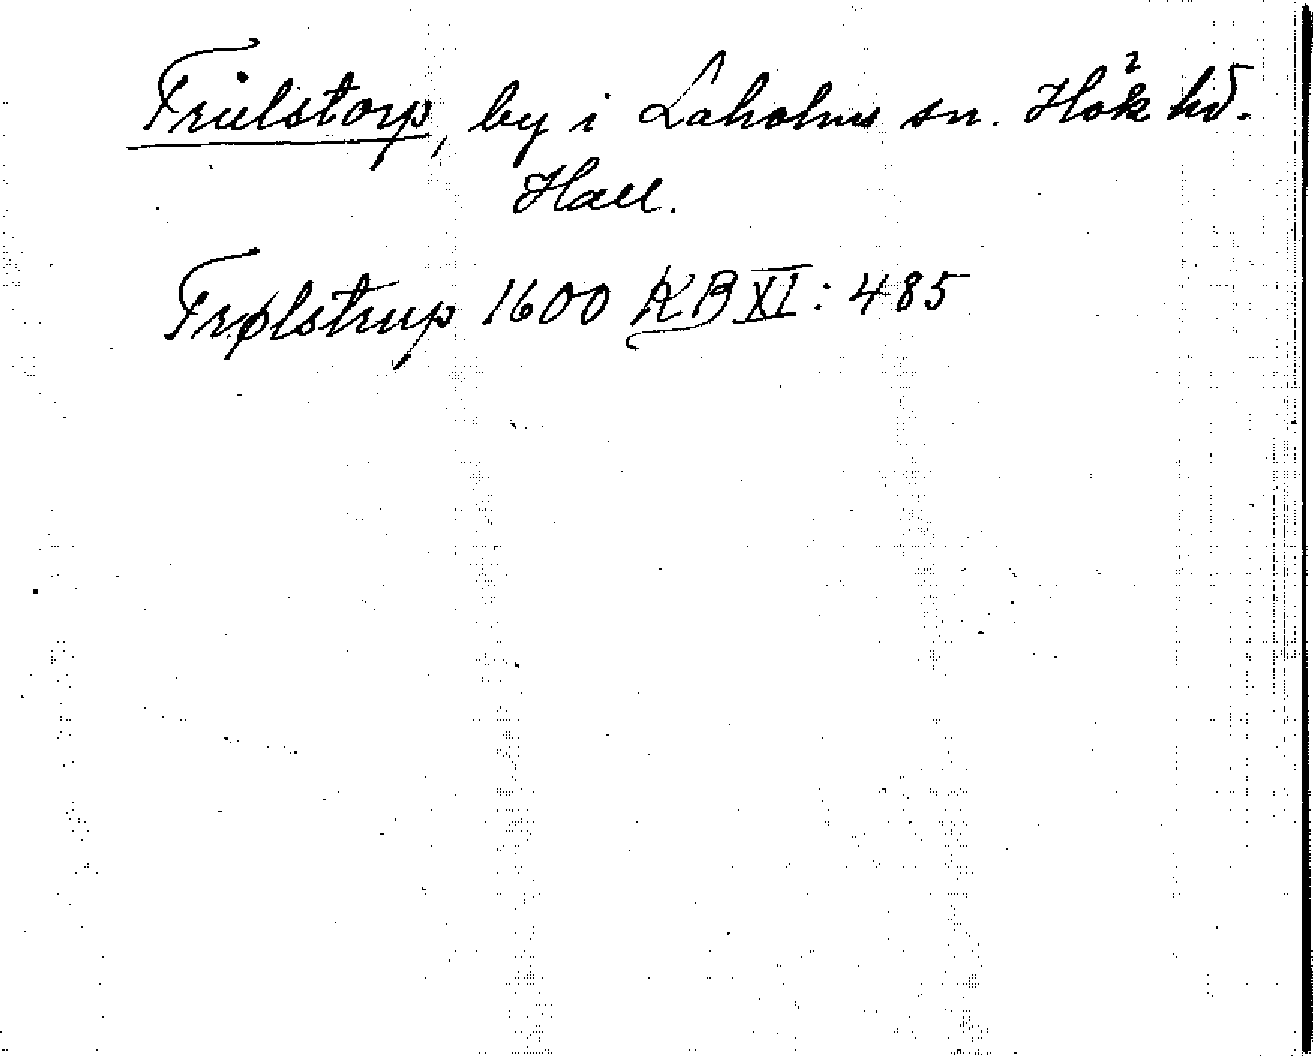 Trulstorp, by i Laholms sn. Höks hd.
Hall.
Trølstrup 1600 KB XI: 485